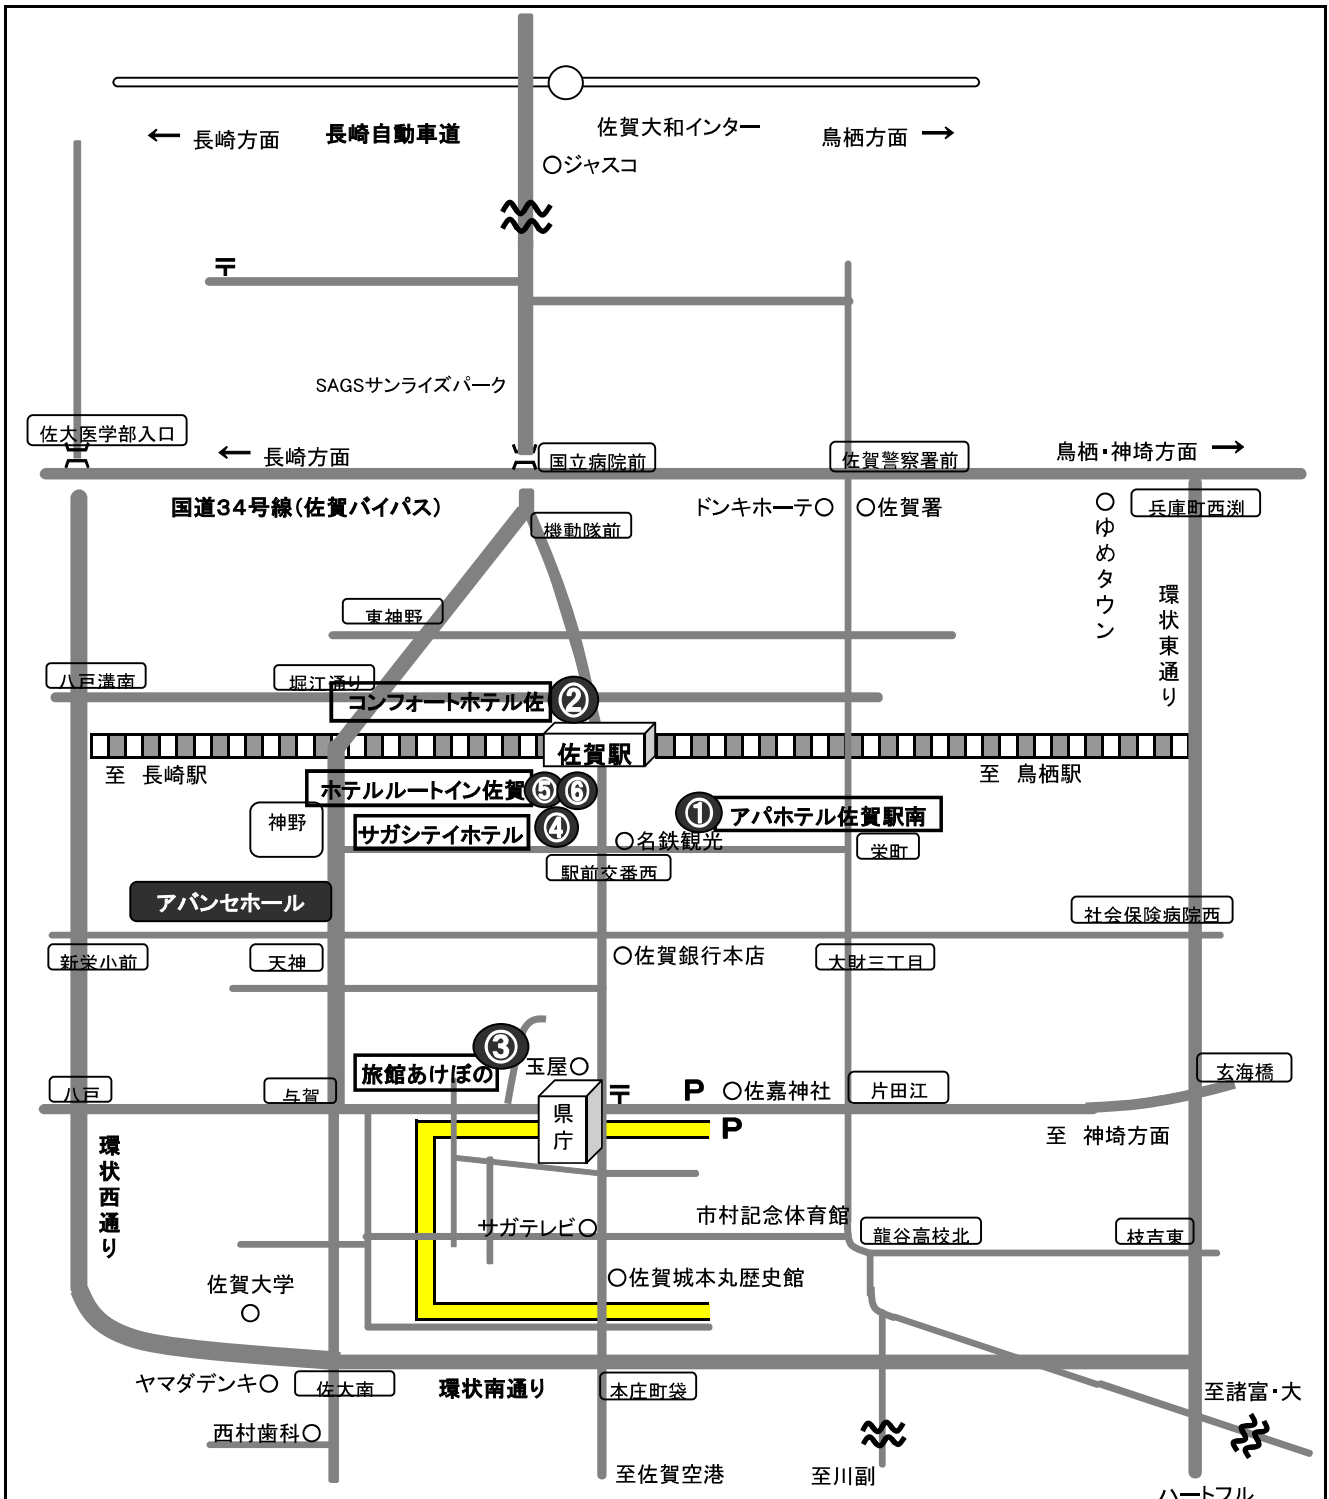 長崎方面
長崎自動車道
佐賀大和インター
鳥栖方面
○ジャスコ
〒
SAGSサンライズパーク
佐大医学部入口
長崎方面
国立病院前
佐賀警察署前
鳥栖・神埼方面
国道34号線(佐賀バイパス)
ドンキホーテ○
○佐賀署
○ゆめタウン
兵庫町西渕
機動隊前
環状東通り
東神野
八戸溝南
堀江通り
コンフォートホテル佐
②
佐賀駅
至 長崎駅
至 鳥栖駅
ホテルルートイン佐賀
⑤⑥
①
アパホテル佐賀駅南
神野
サガシテイホテル
④
○名鉄観光
栄町
駅前交番西
アバンセホール
社会保険病院西
新栄小前
天神
○佐賀銀行本店
大財三丁目
③
旅館あけぼの
玉屋○
玄海橋
八戸
与賀
県庁
〒
P
○佐嘉神社
片田江
P
至 神埼方面
環状西通り
サガテレビ○
市村記念体育館
龍谷高校北
枝吉東
佐賀大学
○
○佐賀城本丸歴史館
ヤマダデンキ○
佐大南
環状南通り
本庄町袋
至諸富・大
西村歯科○
至佐賀空港
至川副
ハートフル